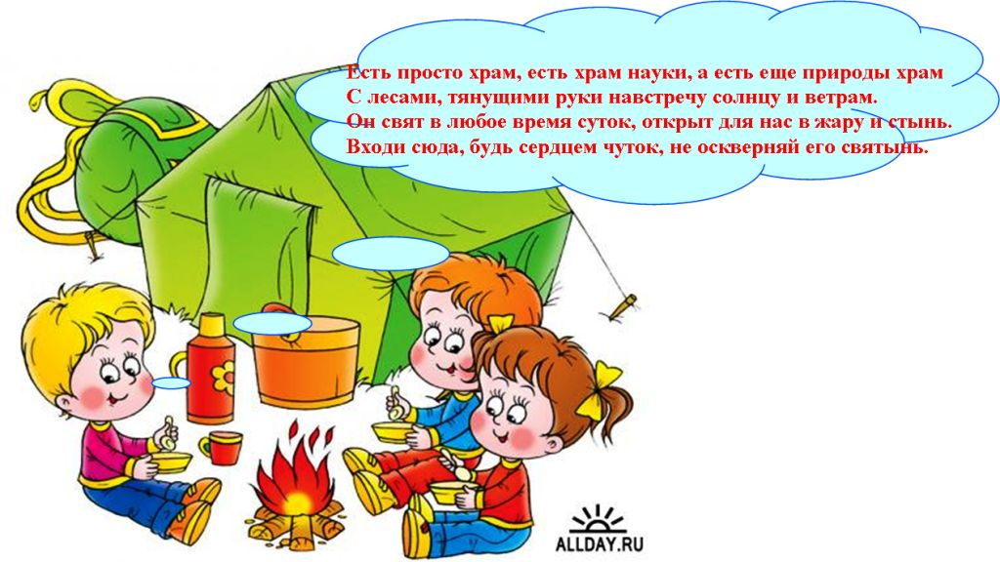 Есть просто храм, есть храм науки, а есть еще природы храм
С лесами, тянущими руки навстречу солнцу и ветрам.
Он свят в любое время суток, открыт для нас в жару и стынь.
Входи сюда, будь сердцем чуток, не оскверняй его святынь.
ALLDAY.RU